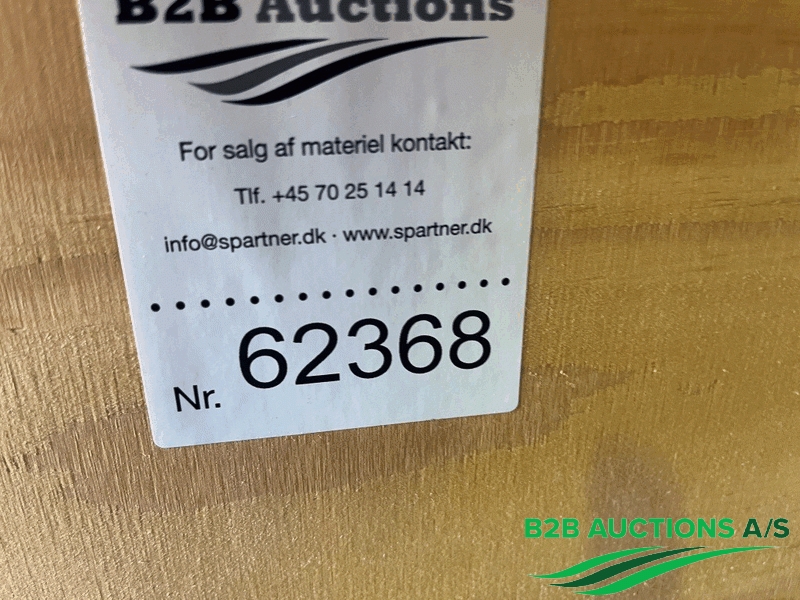 B2B Auctions
For salg af materiel kontakt:
Tlf. +45 70 25 14 14
info@spartner.dk · www.spartner.dk
Nr. 62368
B2B AUCTIONS A/S